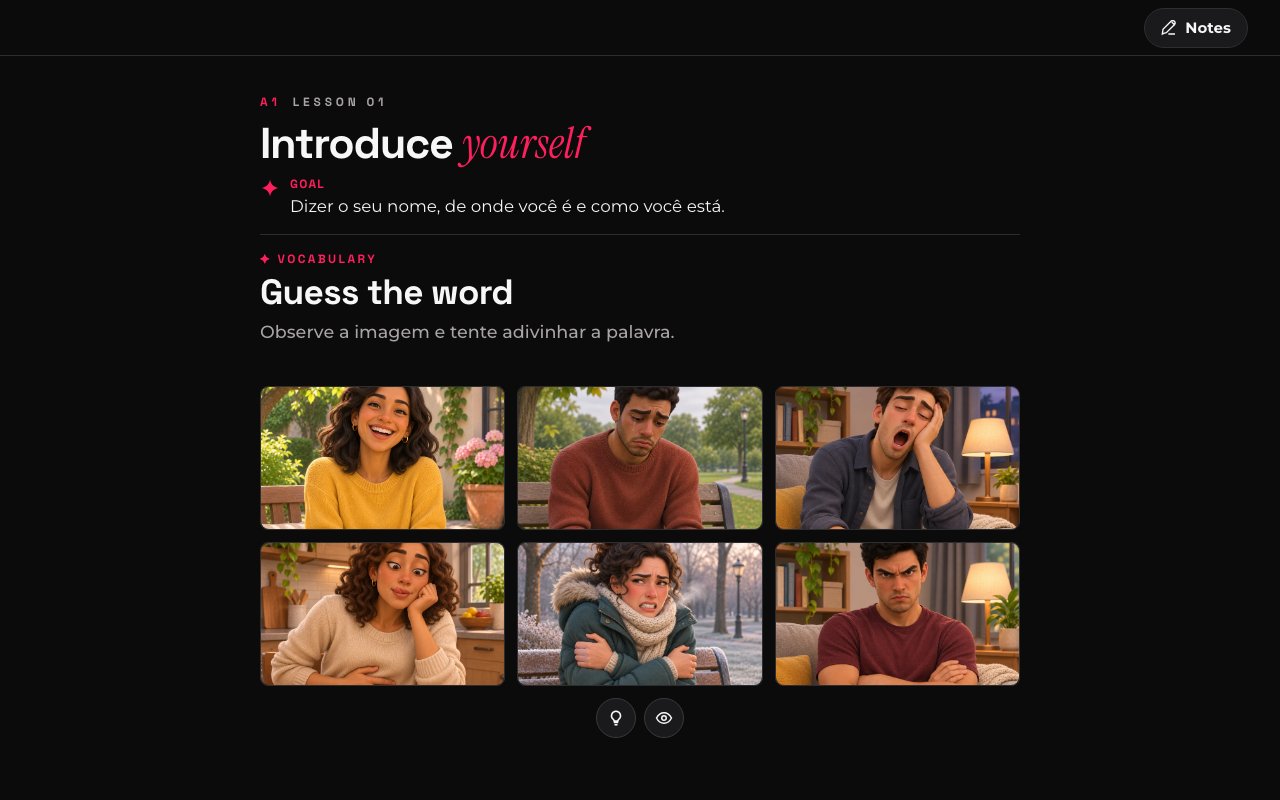 Notes
A1 LESSON 01
Introduce yourself
GOAL
Dizer o seu nome, de onde você é e como você está.
VOCABULARY
Guess the word
Observe a imagem e tente adivinhar a palavra.